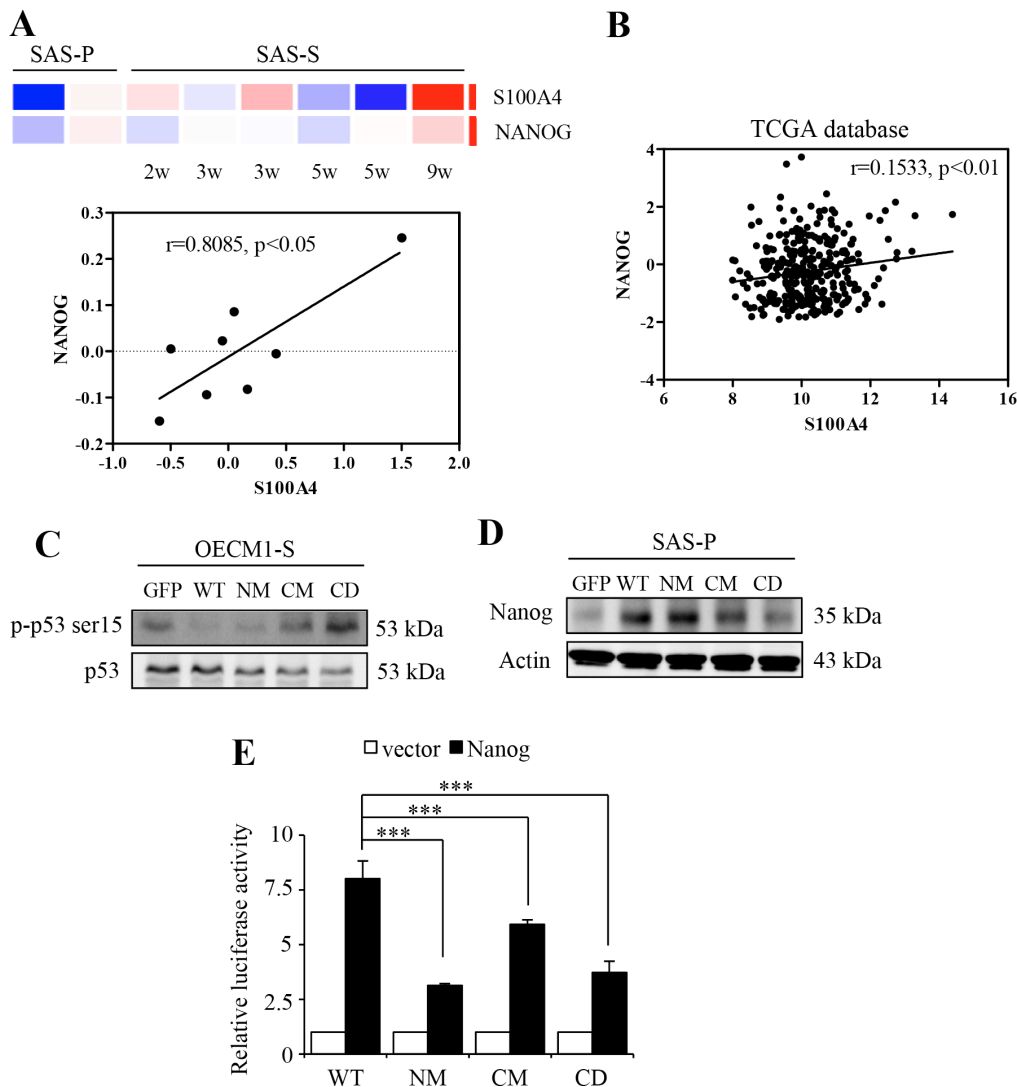 A
SAS-P SAS-S
S100A4
NANOG
2w 3w 3w 5w 5w 9w
0.3
0.2
0.1
0.0
-0.1
-0.2
NANOG
r=0.8085, p<0.05
-1.0 -0.5 0.0 0.5 1.0 1.5 2.0
S100A4
B
TCGA database
4
2
0
-2
-4
NANOG
r=0.1533, p<0.01
6 8 10 12 14 16
S100A4
C
OECM1-S
GFP WT NM CM CD
p-p53 ser15 53 kDa
p53 53 kDa
D
SAS-P
GFP WT NM CM CD
Nanog 35 kDa
Actin 43 kDa
E
vector Nanog
***
***
***
Relative luciferase activity
10
7.5
5
2.5
0
WT NM CM CD